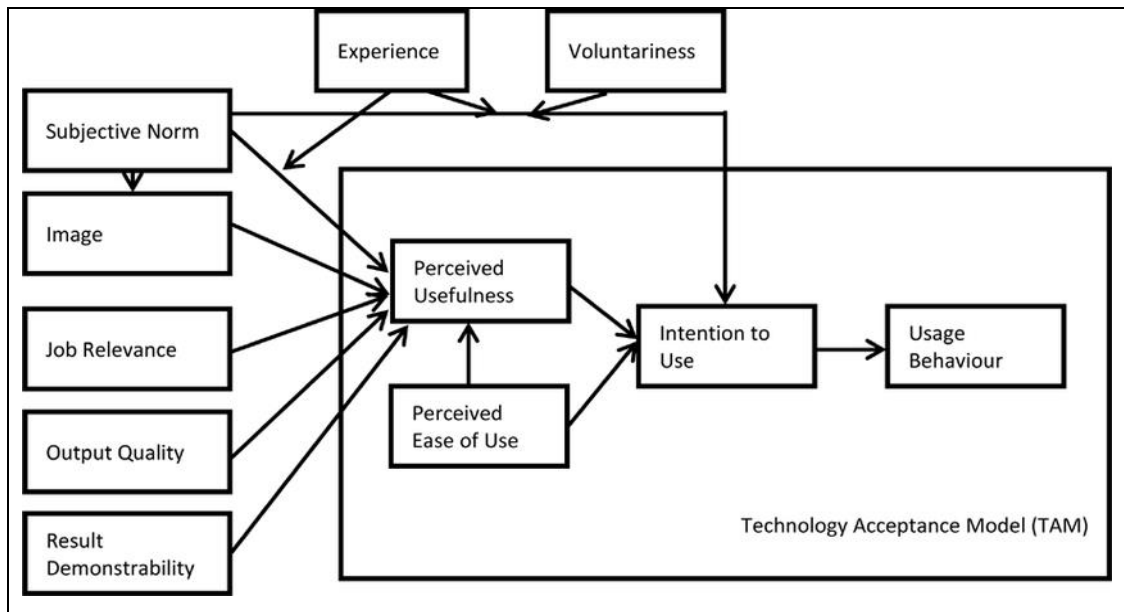 Experience
Voluntariness
Subjective Norm
Image
Job Relevance
Output Quality
Result
Demonstrability
Perceived
Usefulness
Perceived
Ease of Use
Intention to
Use
Usage
Behaviour
Technology Acceptance Model (TAM)